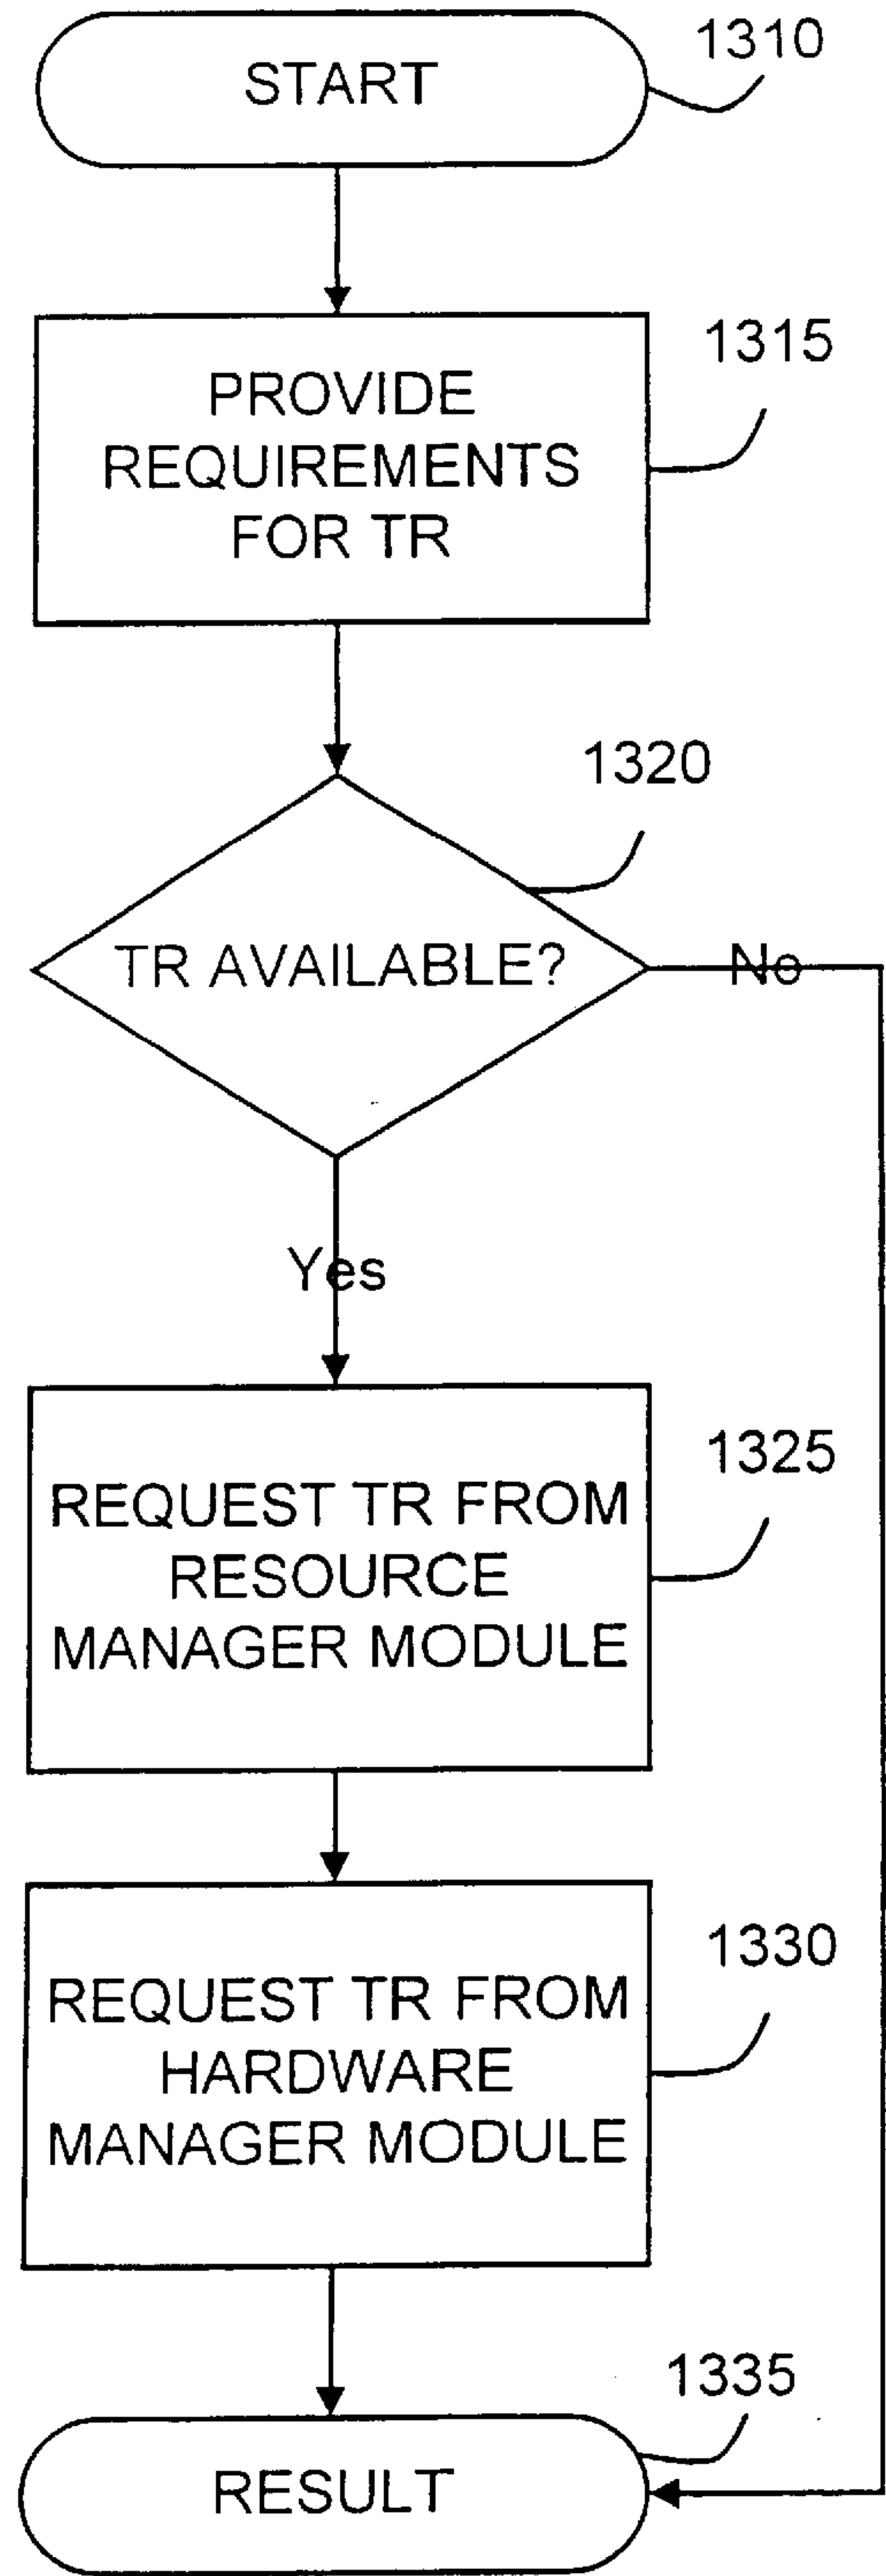 START
1310
PROVIDE
REQUIREMENTS
FOR TR
1315
1320
TR AVAILABLE?
No
Yes
REQUEST TR FROM
RESOURCE
MANAGER MODULE
1325
REQUEST TR FROM
HARDWARE
MANAGER MODULE
1330
1335
RESULT